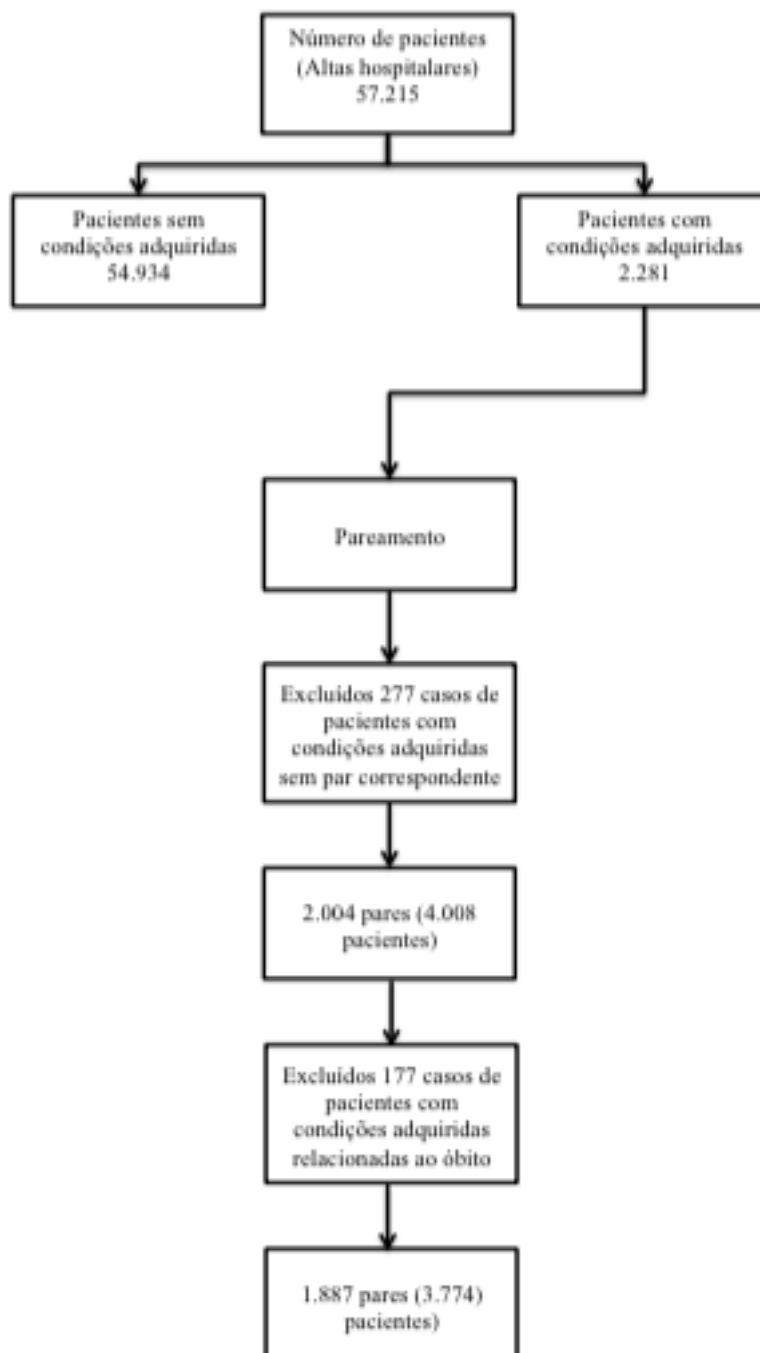 Número de pacientes
(Altas hospitalares)
57.215
Pacientes sem
condições adquiridas
54.934
Pacientes com
condições adquiridas
2.281
Pareamento
Excluídos 277 casos de
pacientes com
condições adquiridas
sem par correspondente
2.004 pares (4.008
pacientes)
Excluídos 177 casos de
pacientes com
condições adquiridas
relacionadas ao óbito
1.887 pares (3.774)
pacientes)